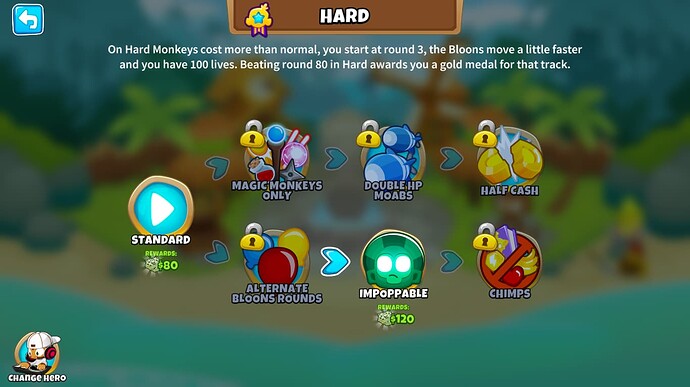 HARD
On Hard Monkeys cost more than normal, you start at round 3, the Bloons move a little faster
and you have 100 lives. Beating round 80 in Hard awards you a gold medal for that track.
MAGIC MONKEYS
ONLY
DOUBLE HP
MOABS
HALF CASH
STANDARD
REWARDS:
$80
ALTERNATE
BLOONS ROUNDS
IMPOPPABLE
REWARDS:
$120
CHIMPS
CHANGE HERO